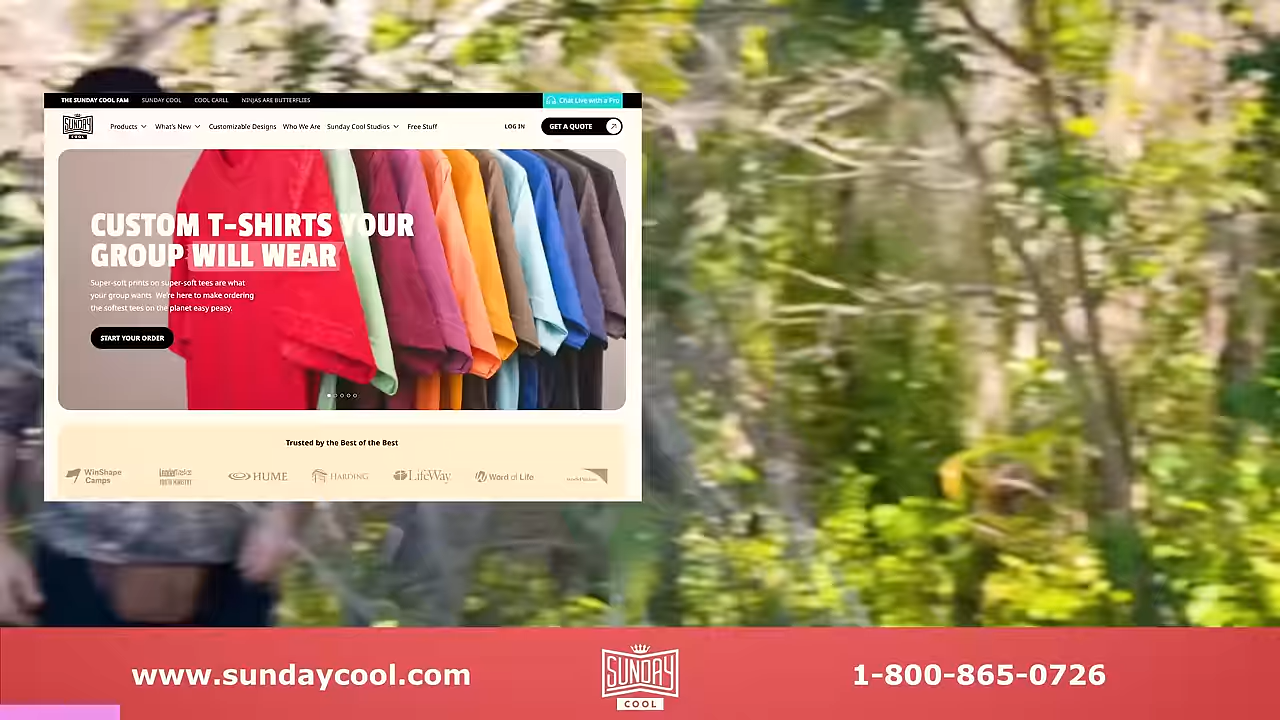 THE SUNDAY COOL FAM SUNDAY COOL COOL CARLL NINJAS ARE BUTTERFLIES Chat Live with a Pro
SUNDAY COOL Products What's New Customizable Designs Who We Are Sunday Cool Studios Free Stuff LOG IN GET A QUOTE
CUSTOM T-SHIRTS YOUR
GROUP WILL WEAR
Super-soft prints on super-soft tees are what
your group wants. We're here to make ordering
the softest tees on the planet easy peasy.
START YOUR ORDER
Trusted by the Best of the Best
WinShape
Camps
YOUTH MINISTRY
HUME
HARDING
LifeWay
Word of Life
www.sundaycool.com
SUNDAY
COOL
1-800-865-0726